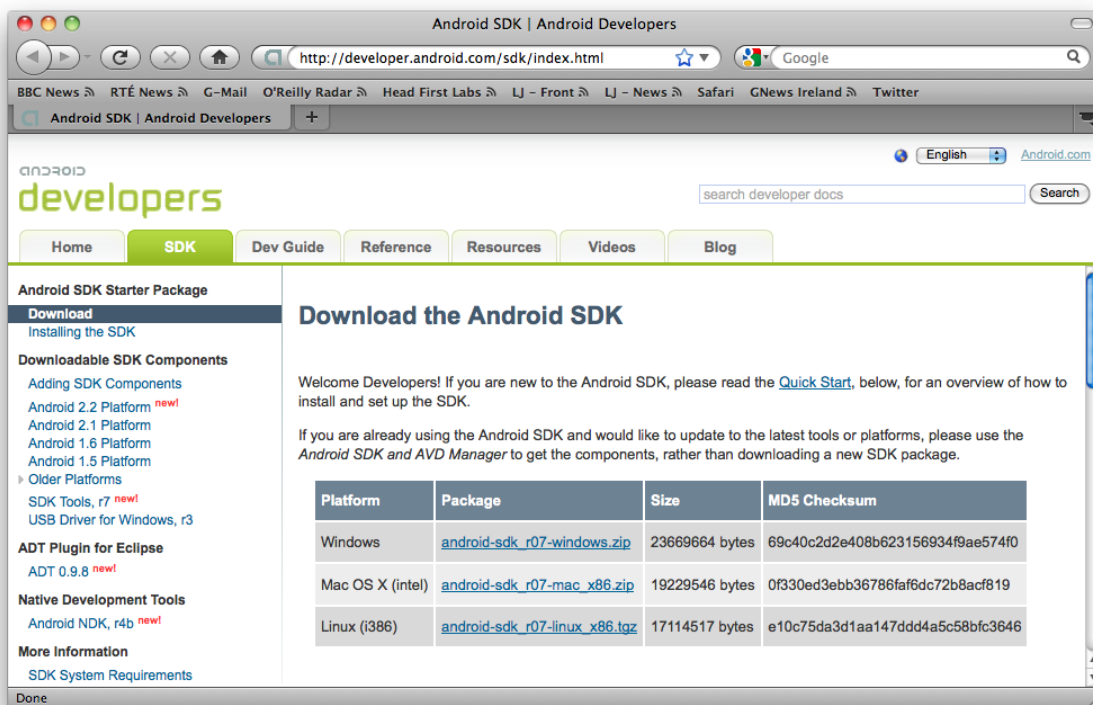 Android SDK | Android Developers
http://developer.android.com/sdk/index.html
Google
BBC News RTÉ News G-Mail O'Reilly Radar Head First Labs LJ - Front LJ - News Safari GNews Ireland Twitter
Android SDK | Android Developers +
English Android.com
android
developers
search developer docs Search
Home SDK Dev Guide Reference Resources Videos Blog
Android SDK Starter Package
Download
Installing the SDK
Downloadable SDK Components
Adding SDK Components
Android 2.2 Platform new!
Android 2.1 Platform
Android 1.6 Platform
Android 1.5 Platform
Older Platforms
SDK Tools, r7 new!
USB Driver for Windows, r3
ADT Plugin for Eclipse
ADT 0.9.8 new!
Native Development Tools
Android NDK, r4b new!
More Information
SDK System Requirements
Download the Android SDK
Welcome Developers! If you are new to the Android SDK, please read the Quick Start, below, for an overview of how to
install and set up the SDK.
If you are already using the Android SDK and would like to update to the latest tools or platforms, please use the
Android SDK and AVD Manager to get the components, rather than downloading a new SDK package.
Platform Package Size MD5 Checksum
Windows android-sdk_r07-windows.zip 23669664 bytes 69c40c2d2e408b623156934f9ae574f0
Mac OS X (intel) android-sdk_r07-mac_x86.zip 19229546 bytes 0f330ed3ebb36786faf6dc72b8acf819
Linux (i386) android-sdk_r07-linux_x86.tgz 17114517 bytes e10c75da3d1aa147ddd4a5c58bfc3646
Done